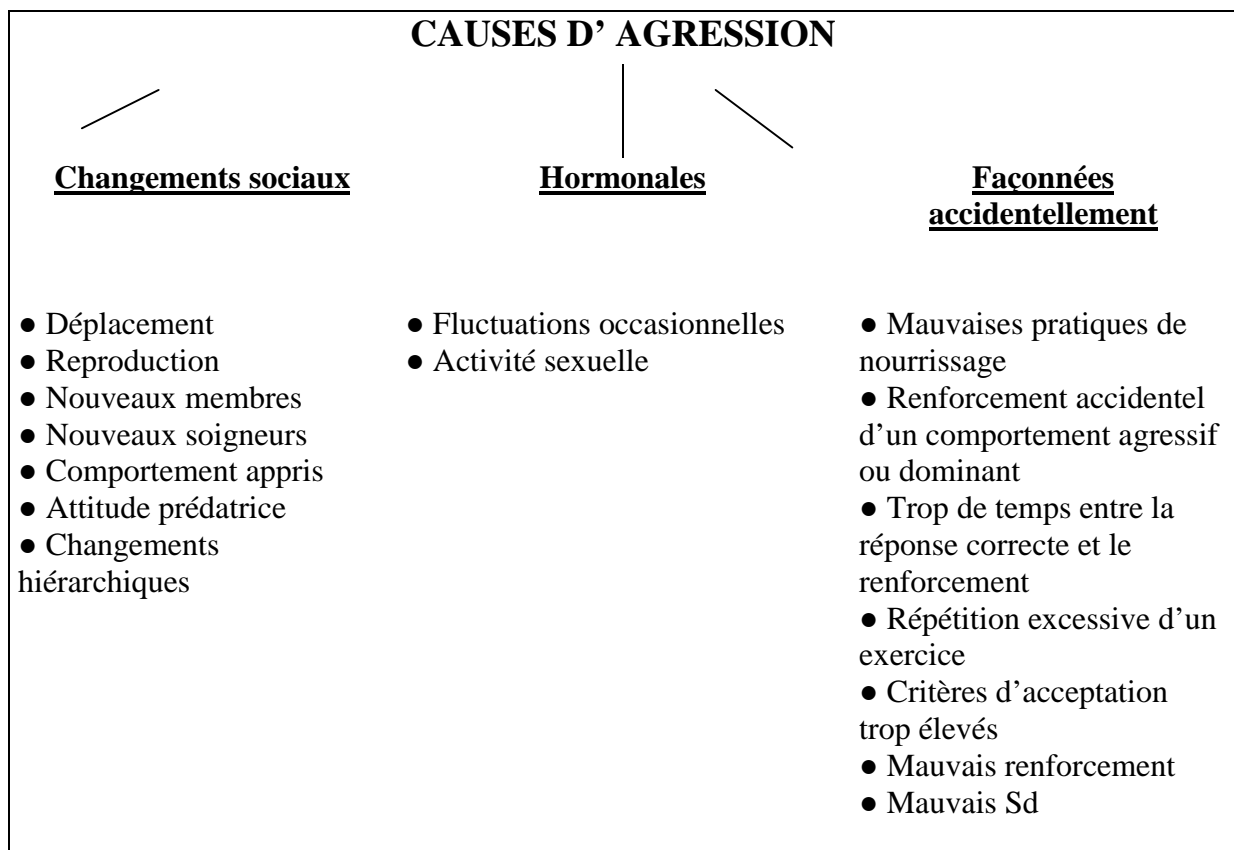 CAUSES D’ AGRESSION
Changements sociaux
● Déplacement
● Reproduction
● Nouveaux membres
● Nouveaux soigneurs
● Comportement appris
● Attitude prédatrice
● Changements
hiérarchiques
Hormonales
● Fluctuations occasionnelles
● Activité sexuelle
Façonnées
accidentellement
● Mauvaises pratiques de
nourrissage
● Renforcement accidentel
d’un comportement agressif
ou dominant
● Trop de temps entre la
réponse correcte et le
renforcement
● Répétition excessive d’un
exercice
● Critères d’acceptation
trop élevés
● Mauvais renforcement
● Mauvais Sd